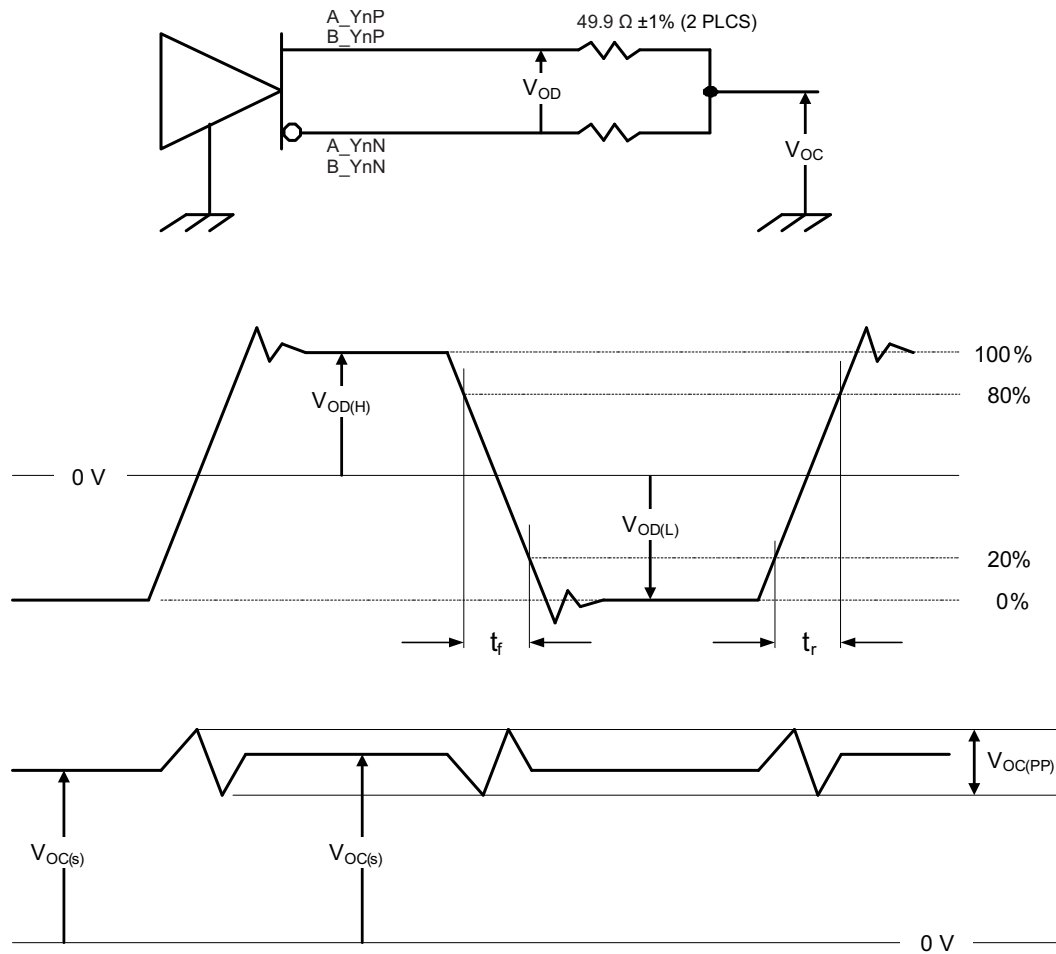 A_YnP
B_YnP
49.9 Ω ±1% (2 PLCS)
VOD
A_YnN
B_YnN
VOC
100%
80%
VOD(H)
0 V
VOD(L)
20%
0%
tf
tr
VOC(PP)
VOC(s)
VOC(s)
0 V